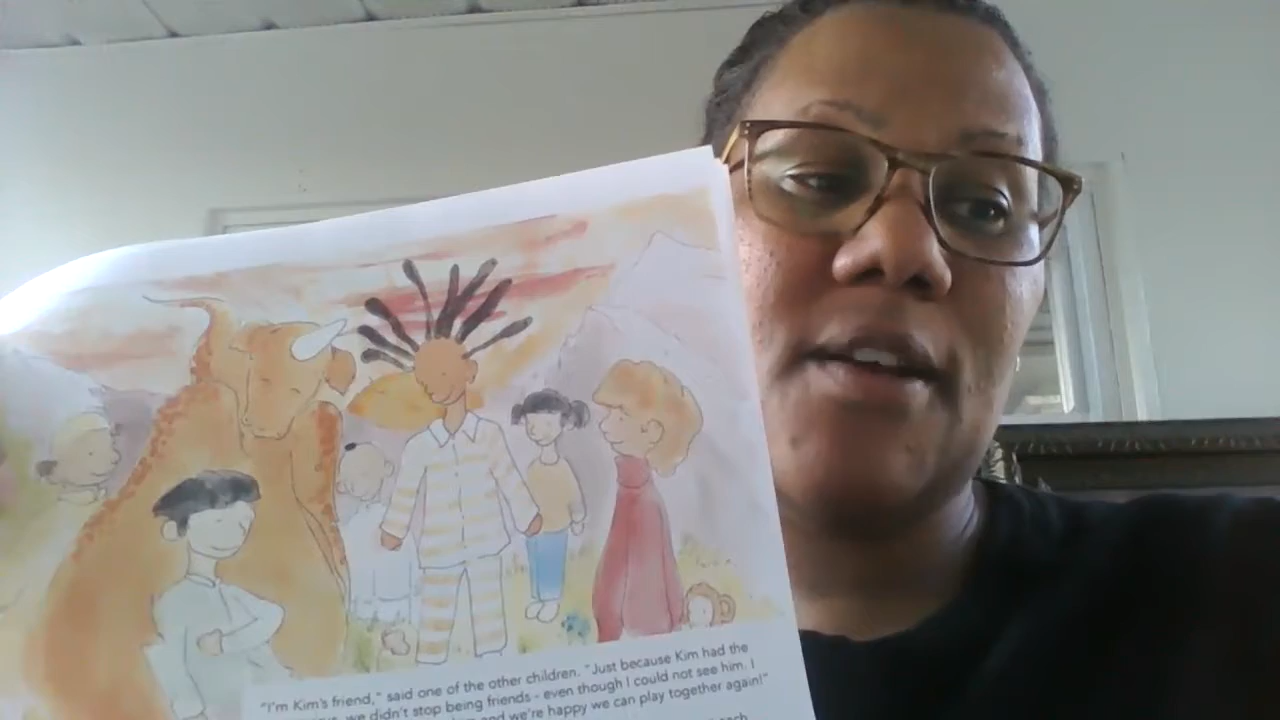 "I'm Kim's friend," said one of the other children. "Just because Kim had the
we didn't stop being friends - even though I could not see him. I
and we're happy we can play together again!"
each